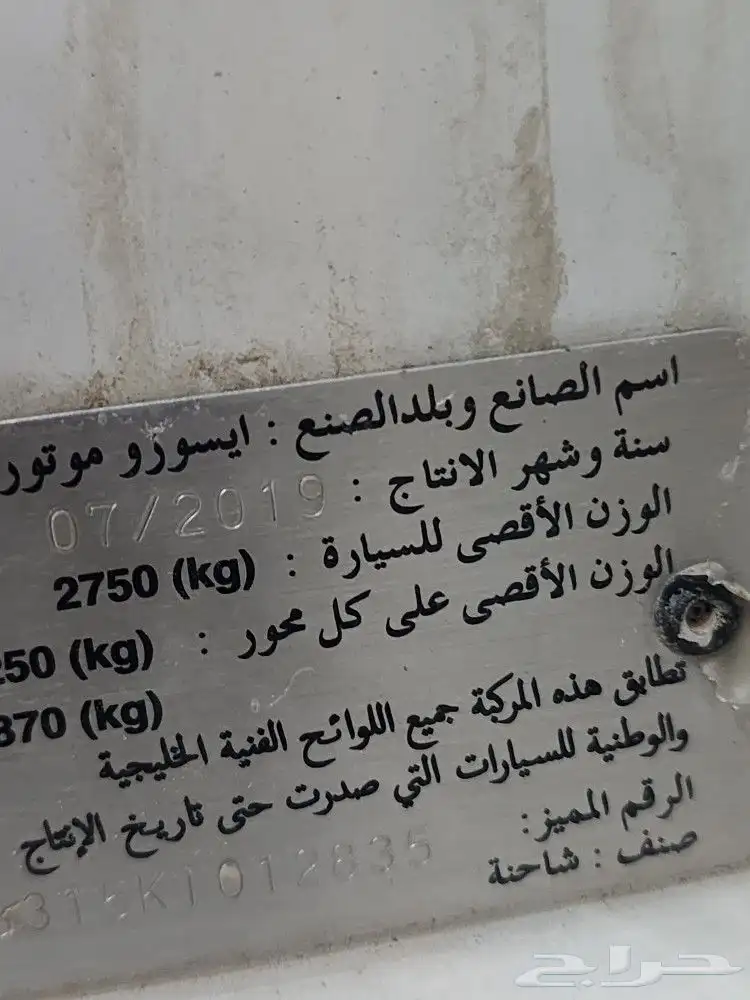 اسم الصانع وبلدالصنع : ايسوزو موتور
سنة وشهر الانتاج : 07/2019
الوزن الأقصى للسيارة : 2750 (kg)
الوزن الأقصى على كل محور : 50 (kg)
370 (kg)
تطابق هذه المركبة جميع اللوائح الفنية الخليجية
والوطنية للسيارات التي صدرت حتى تاريخ الإنتاج
الرقم المميز:
K1012835
صنف : شاحنة
حراج